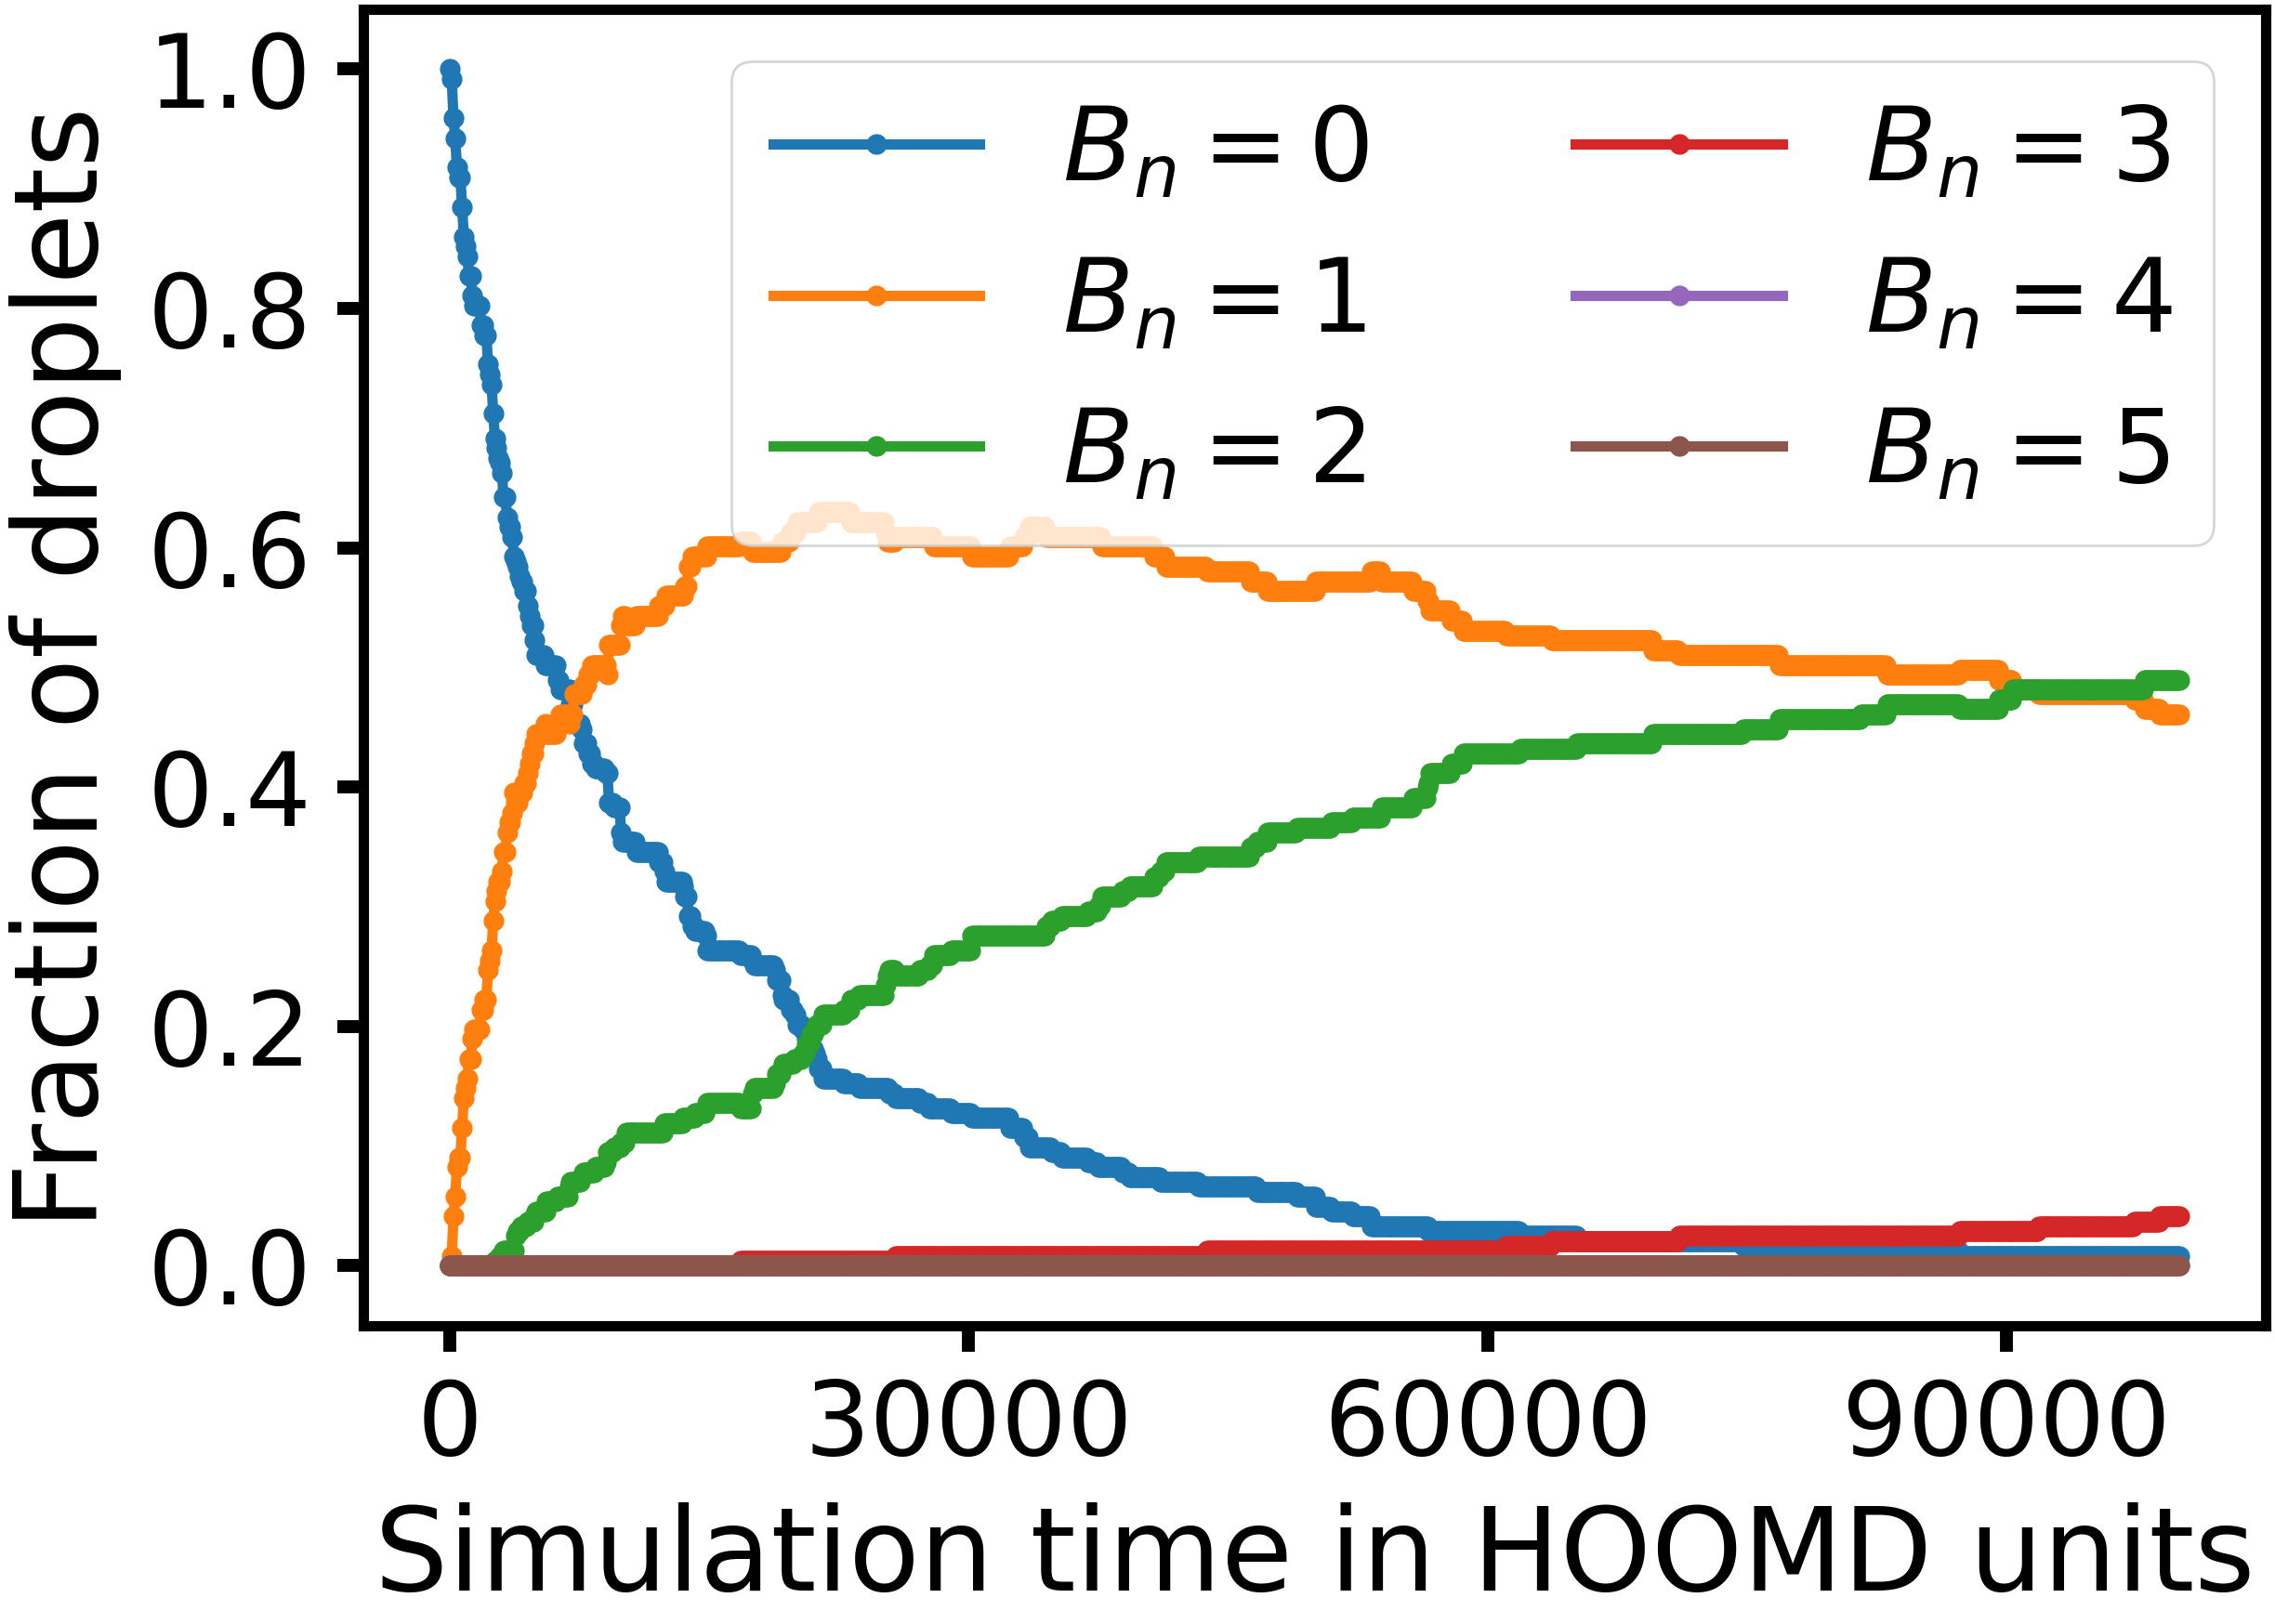 Fraction of droplets
1.0
0.8
0.6
0.4
0.2
0.0
B_n = 0
B_n = 1
B_n = 2
B_n = 3
B_n = 4
B_n = 5
0 30000 60000 90000
Simulation time in HOOMD units